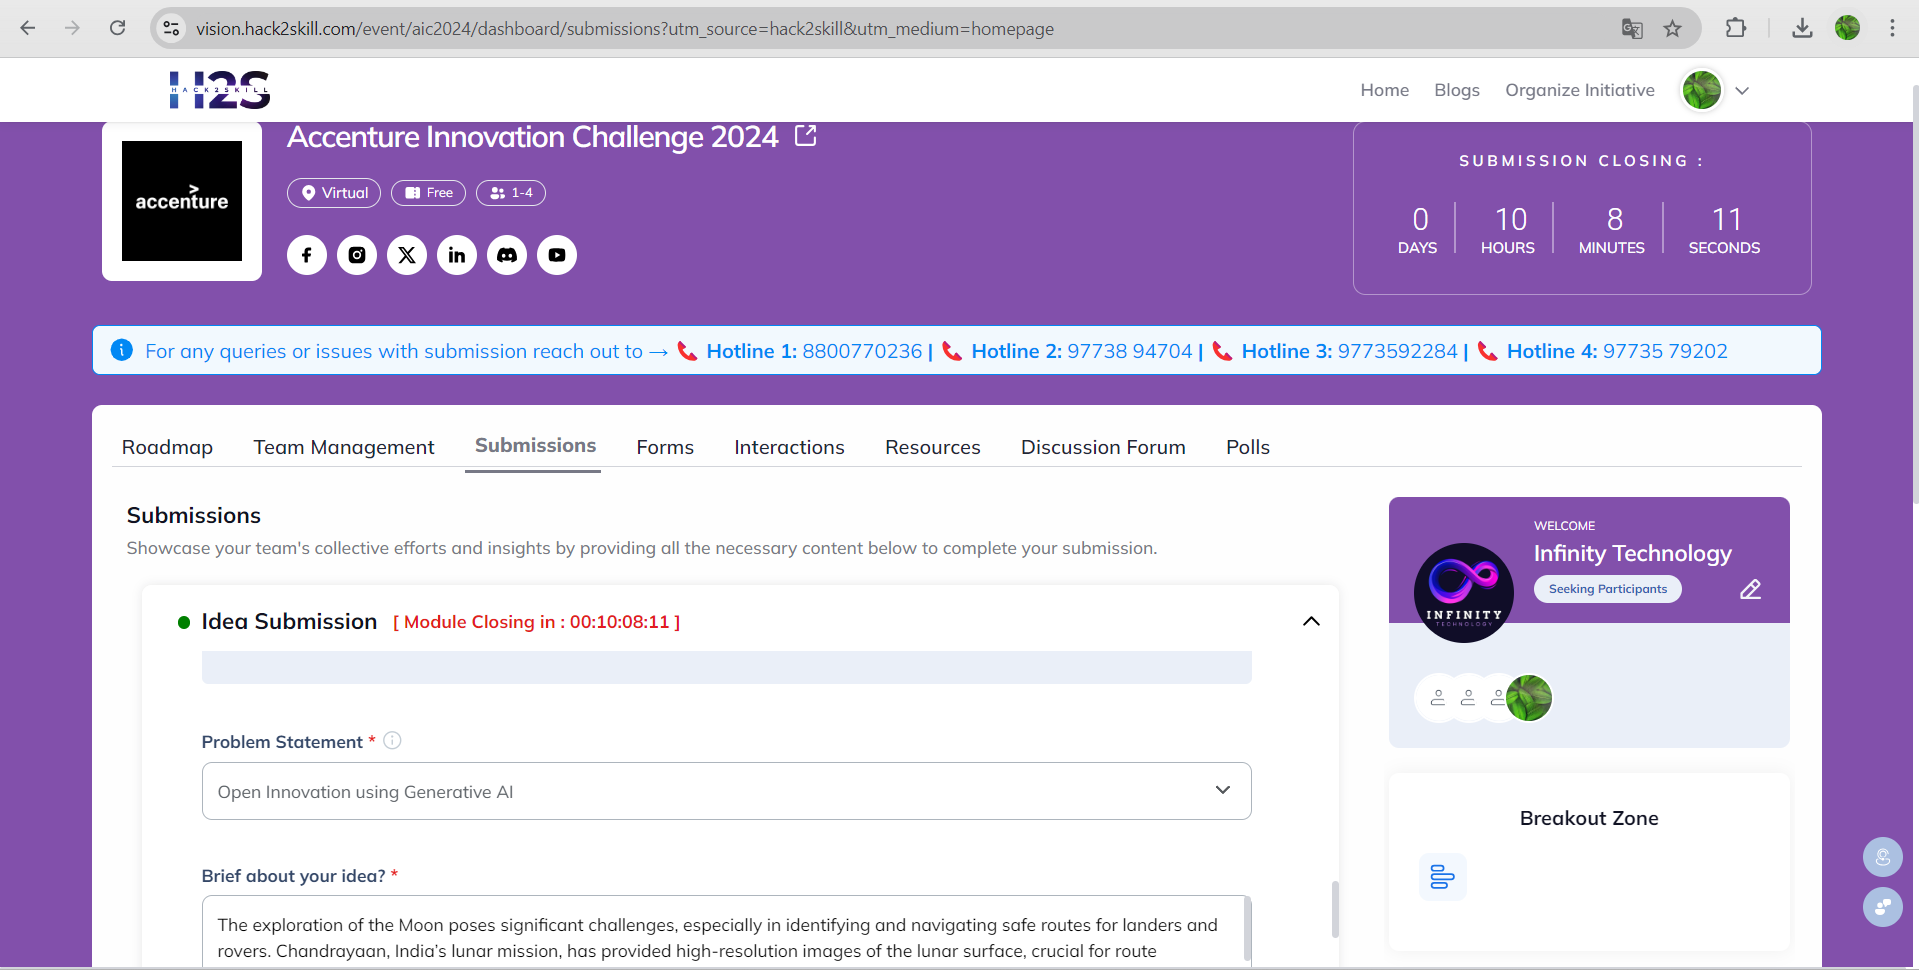 vision.hack2skill.com/event/aic2024/dashboard/submissions?utm_source=hack2skill&utm_medium=homepage
H2S
HACK2SKILL
Home Blogs Organize Initiative
Accenture Innovation Challenge 2024
accenture
Virtual Free 1-4
SUBMISSION CLOSING :
0 10 8 11
DAYS HOURS MINUTES SECONDS
For any queries or issues with submission reach out to → 📞 Hotline 1: 8800770236 | 📞 Hotline 2: 97738 94704 | 📞 Hotline 3: 9773592284 | 📞 Hotline 4: 97735 79202
Roadmap Team Management Submissions Forms Interactions Resources Discussion Forum Polls
Submissions
Showcase your team's collective efforts and insights by providing all the necessary content below to complete your submission.
Idea Submission [ Module Closing in : 00:10:08:11 ]
Problem Statement *
Open Innovation using Generative AI
Brief about your idea? *
The exploration of the Moon poses significant challenges, especially in identifying and navigating safe routes for landers and
rovers. Chandrayaan, India's lunar mission, has provided high-resolution images of the lunar surface, crucial for route
WELCOME
Infinity Technology
Seeking Participants
INFINITY
TECHNOLOGY
Breakout Zone